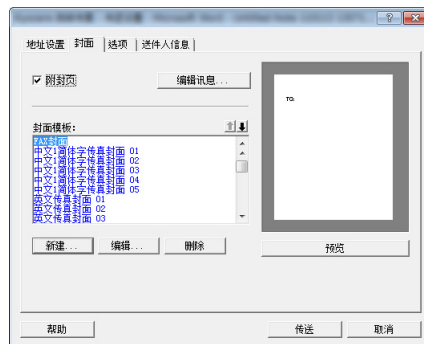 地址设置 封面 选项 送件人信息
附封页
编辑讯息...
TO:
封面模板:
FAX封面
中文1简体字传真封面 01
中文1简体字传真封面 02
中文1简体字传真封面 03
中文1简体字传真封面 04
中文1简体字传真封面 05
英文传真封面 01
英文传真封面 02
英文传真封面 03
新建... 编辑... 删除 预览
帮助 传送 取消